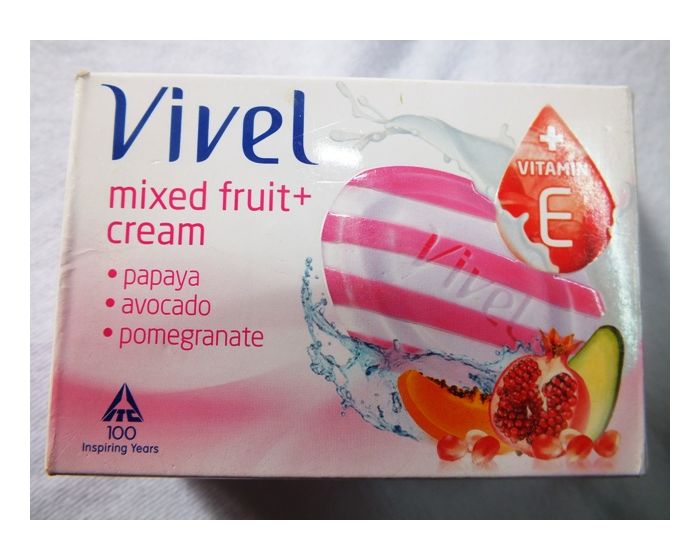 Vivel
mixed fruit+
cream
• papaya
• avocado
• pomegranate
ITC
100
Inspiring Years
+
VITAMIN
E
Vivel